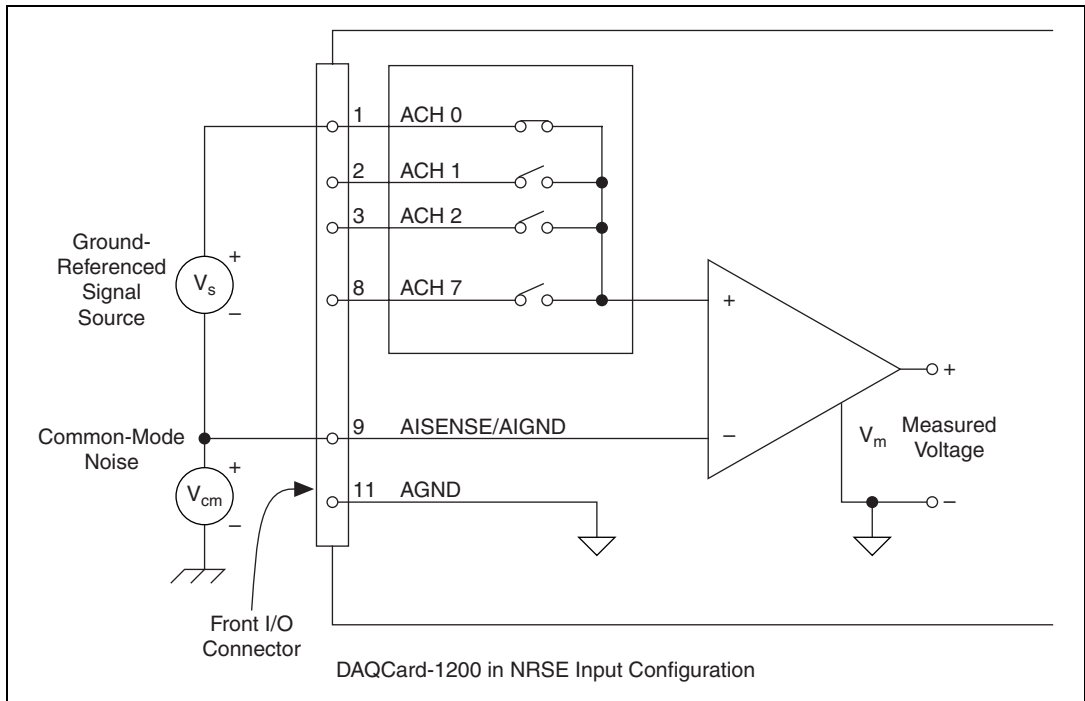 1 ACH 0
2 ACH 1
3 ACH 2
8 ACH 7
Ground-
Referenced
Signal
Source
+
Vs
–
+
+
Common-Mode
Noise
9 AISENSE/AIGND
–
Vm
Measured
Voltage
+
Vcm
–
11 AGND
–
Front I/O
Connector
DAQCard-1200 in NRSE Input Configuration